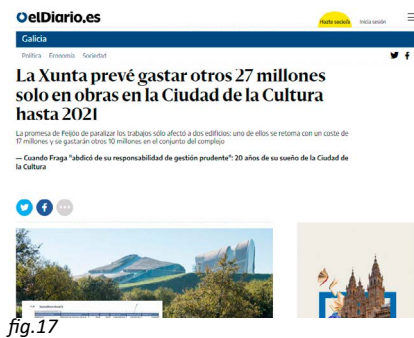 elDiario.es
Hazte socio/a
Inicia sesión
Galicia
Política Economía Sociedad
La Xunta prevé gastar otros 27 millones
solo en obras en la Ciudad de la Cultura
hasta 2021
La promesa de Feijóo de paralizar los trabajos sólo afectó a dos edificios: uno de ellos se retoma con un coste de
17 millones y se gastarán otros 10 millones en el conjunto del complejo
— Cuando Fraga "abdicó de su responsabilidad de gestión prudente": 20 años de su sueño de la Ciudad de
la Cultura
fig.17